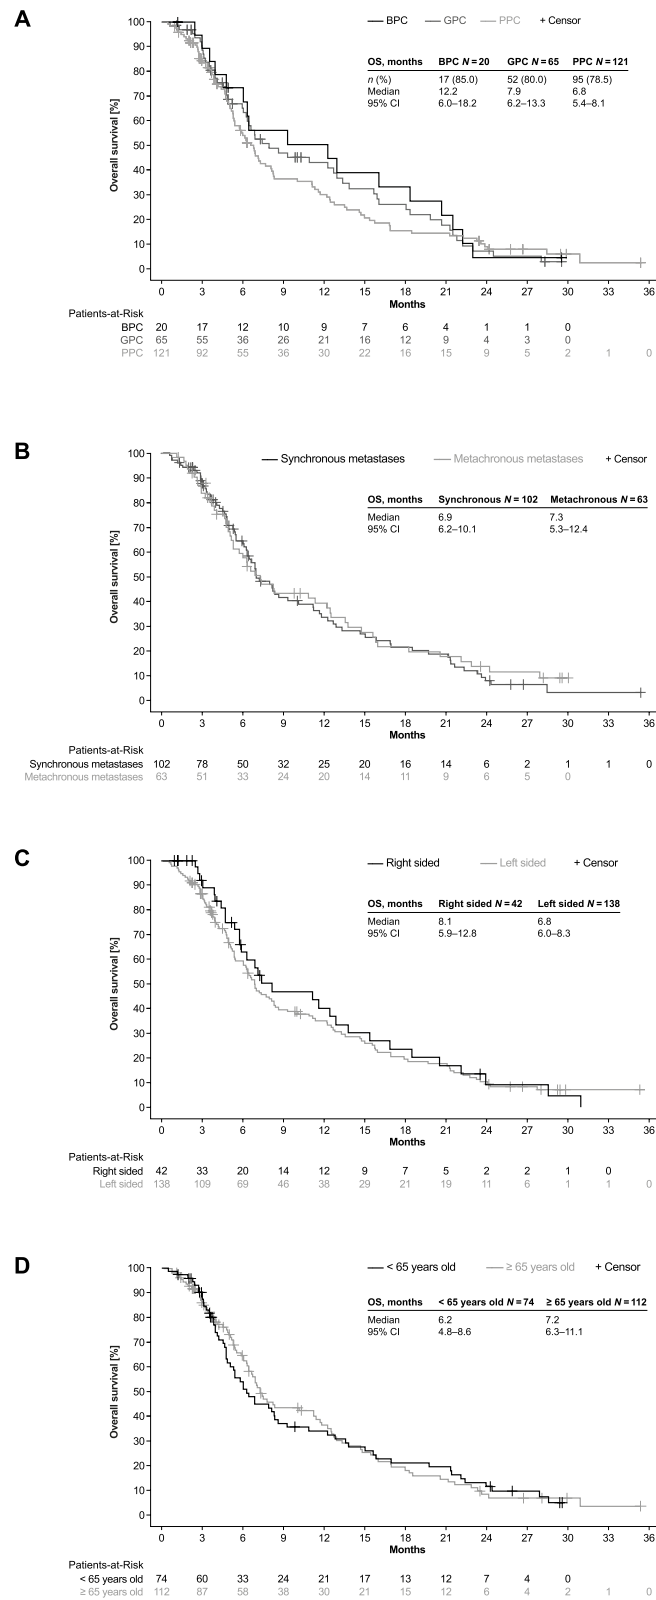 A
BPC GPC PPC + Censor
OS, months BPC N = 20 GPC N = 65 PPC N = 121
n (%) 17 (85.0) 52 (80.0) 95 (78.5)
Median 12.2 7.9 6.8
95% CI 6.0–18.2 6.2–13.3 5.4–8.1
Overall survival [%]
100
90
80
70
60
50
40
30
20
10
0
0 3 6 9 12 15 18 21 24 27 30 33 36
Months
Patients-at-Risk
BPC 20 17 12 10 9 7 6 4 1 1 0
GPC 65 55 36 26 21 16 12 9 4 3 0
PPC 121 92 55 36 30 22 16 15 9 5 2 1 0
B
Synchronous metastases Metachronous metastases + Censor
OS, months Synchronous N = 102 Metachronous N = 63
Median 6.9 7.3
95% CI 6.2–10.1 5.3–12.4
Overall survival [%]
100
90
80
70
60
50
40
30
20
10
0
0 3 6 9 12 15 18 21 24 27 30 33 36
Months
Patients-at-Risk
Synchronous metastases 102 78 50 32 25 20 16 14 6 2 1 1 0
Metachronous metastases 63 51 33 24 20 14 11 9 6 5 0
C
Right sided Left sided + Censor
OS, months Right sided N = 42 Left sided N = 138
Median 8.1 6.8
95% CI 5.9–12.8 6.0–8.3
Overall survival [%]
100
90
80
70
60
50
40
30
20
10
0
0 3 6 9 12 15 18 21 24 27 30 33 36
Months
Patients-at-Risk
Right sided 42 33 20 14 12 9 7 5 2 2 1 0
Left sided 138 109 69 46 38 29 21 19 11 6 1 1 0
D
< 65 years old ≥ 65 years old + Censor
OS, months < 65 years old N = 74 ≥ 65 years old N = 112
Median 6.2 7.2
95% CI 4.8–8.6 6.3–11.1
Overall survival [%]
100
90
80
70
60
50
40
30
20
10
0
0 3 6 9 12 15 18 21 24 27 30 33 36
Months
Patients-at-Risk
< 65 years old 74 60 33 24 21 17 13 12 7 4 0
≥ 65 years old 112 87 58 38 30 21 15 12 6 4 2 1 0